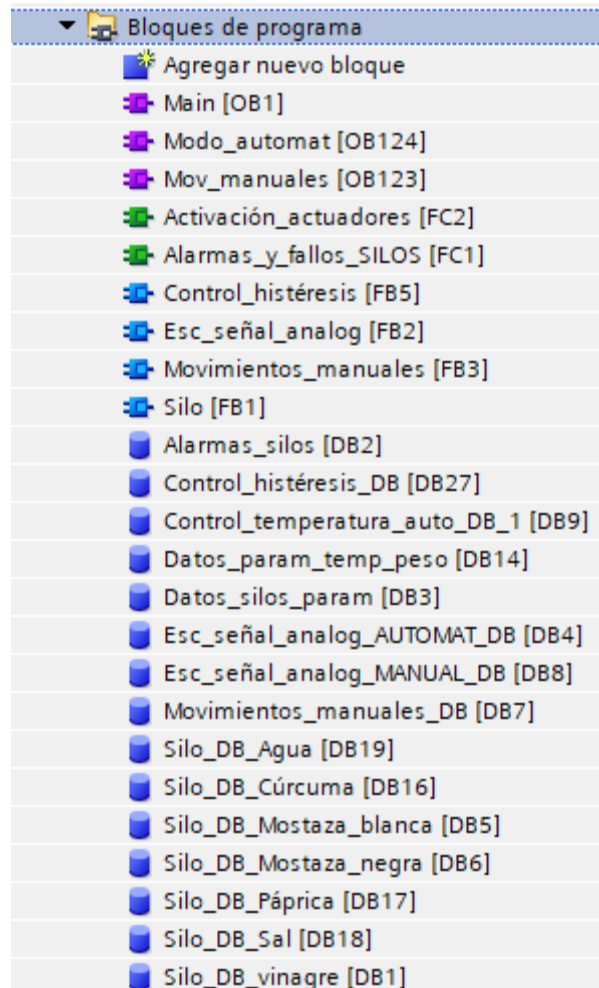 Bloques de programa
Agregar nuevo bloque
Main [OB1]
Modo_automat [OB124]
Mov_manuales [OB123]
Activación_actuadores [FC2]
Alarmas_y_fallos_SILOS [FC1]
Control_histéresis [FB5]
Esc_señal_analog [FB2]
Movimientos_manuales [FB3]
Silo [FB1]
Alarmas_silos [DB2]
Control_histéresis_DB [DB27]
Control_temperatura_auto_DB_1 [DB9]
Datos_param_temp_peso [DB14]
Datos_silos_param [DB3]
Esc_señal_analog_AUTOMAT_DB [DB4]
Esc_señal_analog_MANUAL_DB [DB8]
Movimientos_manuales_DB [DB7]
Silo_DB_Agua [DB19]
Silo_DB_Cúrcuma [DB16]
Silo_DB_Mostaza_blanca [DB5]
Silo_DB_Mostaza_negra [DB6]
Silo_DB_Páprica [DB17]
Silo_DB_Sal [DB18]
Silo_DB_vinagre [DB1]